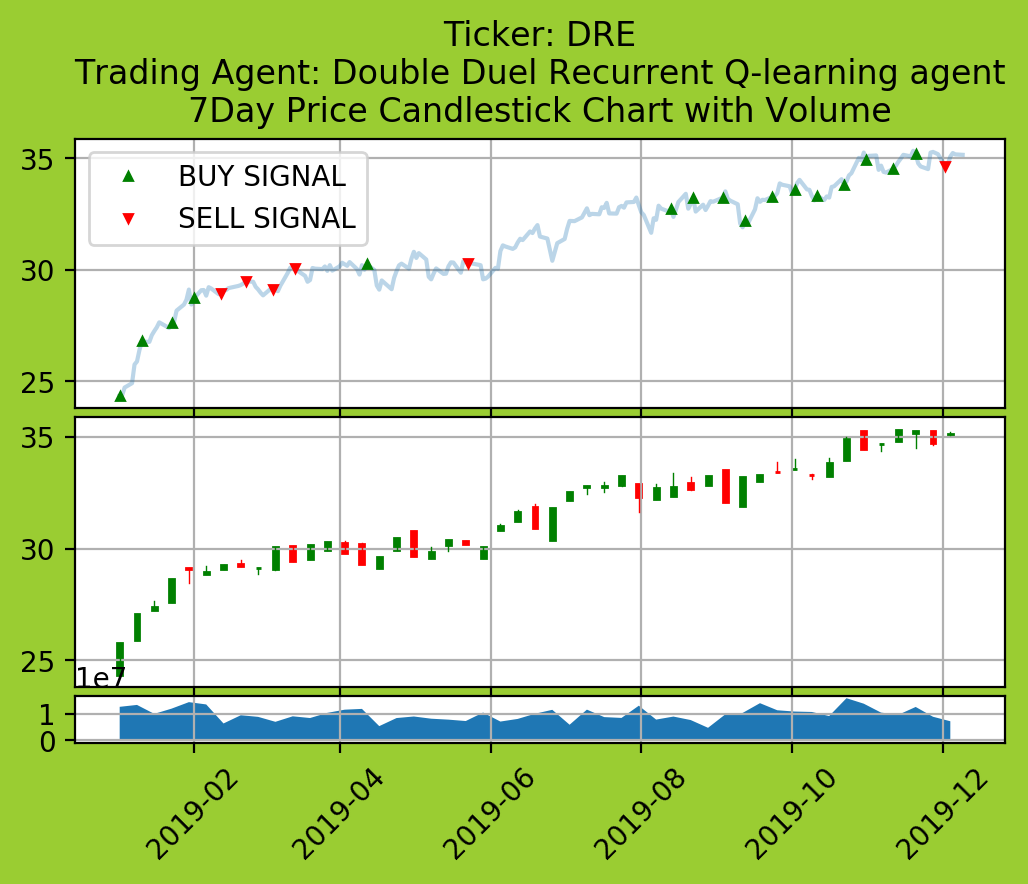 Ticker: DRE
Trading Agent: Double Duel Recurrent Q-learning agent
7Day Price Candlestick Chart with Volume
35
30
25
BUY SIGNAL
SELL SIGNAL
35
30
25
1e7
1
0
2019-02
2019-04
2019-06
2019-08
2019-10
2019-12